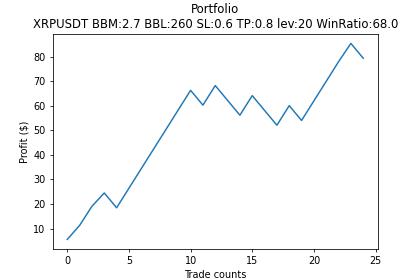 Portfolio
XRPUSDT BBM:2.7 BBL:260 SL:0.6 TP:0.8 lev:20 WinRatio:68.0
80
70
60
50
40
30
20
10
Profit ($)
0 5 10 15 20 25
Trade counts